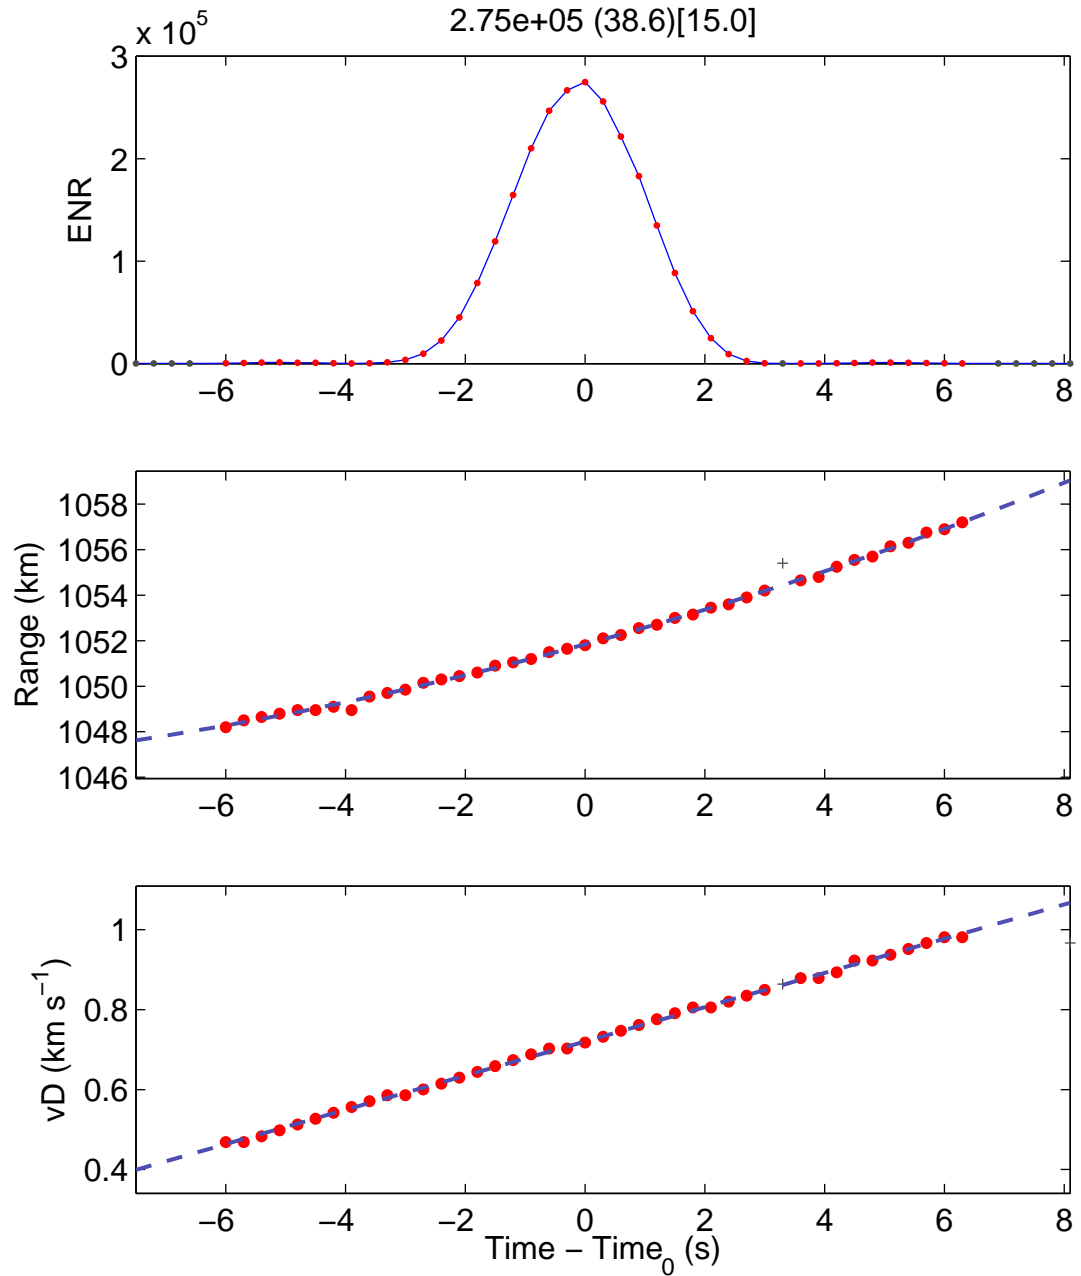 2.75e+05 (38.6)[15.0]
x 10^5
3
2
1
0
ENR
−6 −4 −2 0 2 4 6 8
1058
1056
1054
1052
1050
1048
1046
Range (km)
−6 −4 −2 0 2 4 6 8
1
0.8
0.6
0.4
vD (km s^−1)
−6 −4 −2 0 2 4 6 8
Time − Time_0 (s)